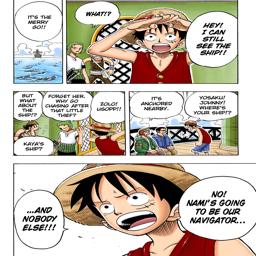 HEY!
I CAN
STILL
SEE
THE
SHIP!!
WHAT!?
IT'S THE
MERRY
GO!!
YOSAKU!
JOHNNY!
WHERE'S
YOUR
SHIP!?
IT'S
ANCHORED
NEARBY.
ZOLO!
USOPP!!
FORGET HER.
WHY GO
CHASING AFTER
THAT LITTLE
THIEF?
BUT
WHAT
ABOUT
THE
SHIP!?
KAYA'S
SHIP?
NO!
NAMI'S GOING
TO BE OUR
NAVIGATOR...
...AND
NOBODY
ELSE!!!